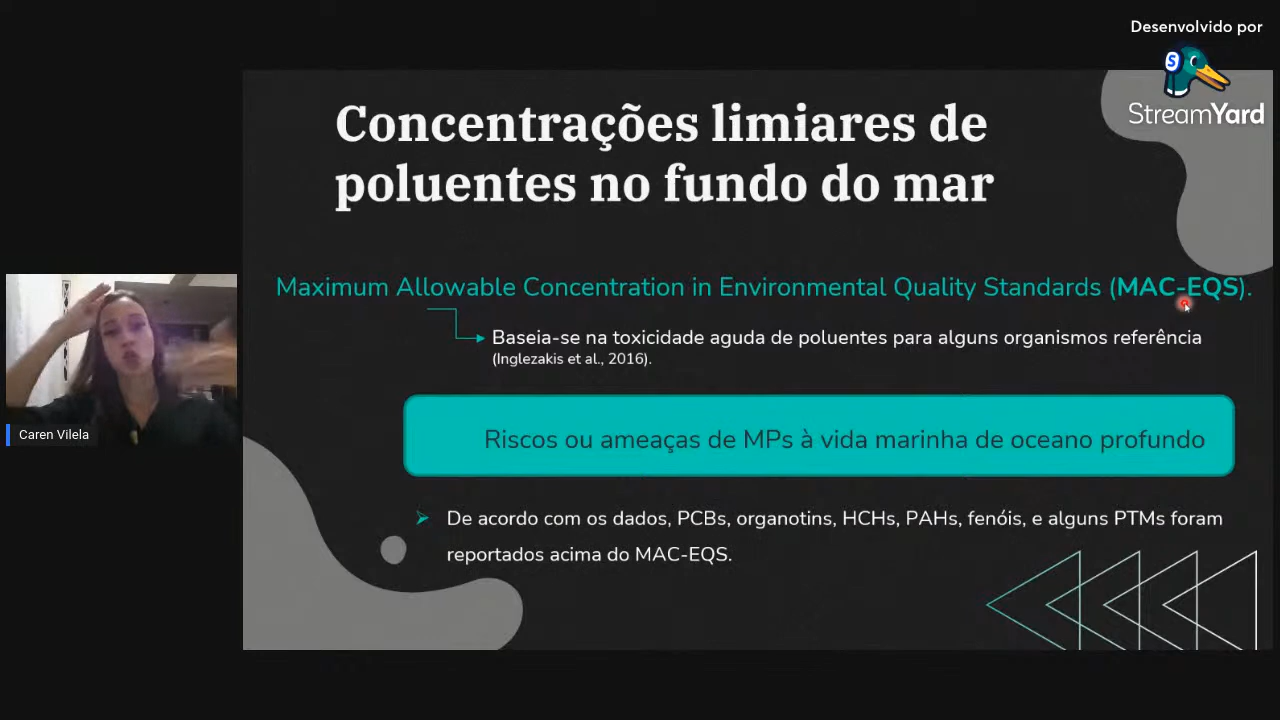 Desenvolvido por
StreamYard
Concentrações limiares de
poluentes no fundo do mar
Maximum Allowable Concentration in Environmental Quality Standards (MAC-EQS).
Baseia-se na toxicidade aguda de poluentes para alguns organismos referência
(Inglezakis et al., 2016).
Riscos ou ameaças de MPs à vida marinha de oceano profundo
De acordo com os dados, PCBs, organotins, HCHs, PAHs, fenóis, e alguns PTMs foram
reportados acima do MAC-EQS.
Caren Vilela